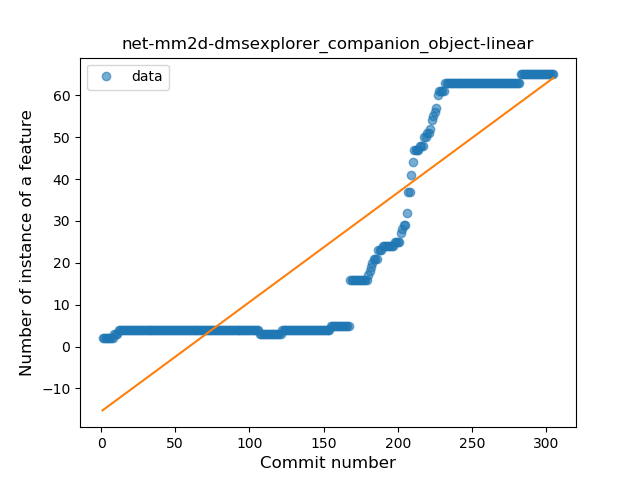 net-mm2d-dmsexplorer_companion_object-linear
data
Number of instance of a feature
60
50
40
30
20
10
0
−10
0 50 100 150 200 250 300
Commit number